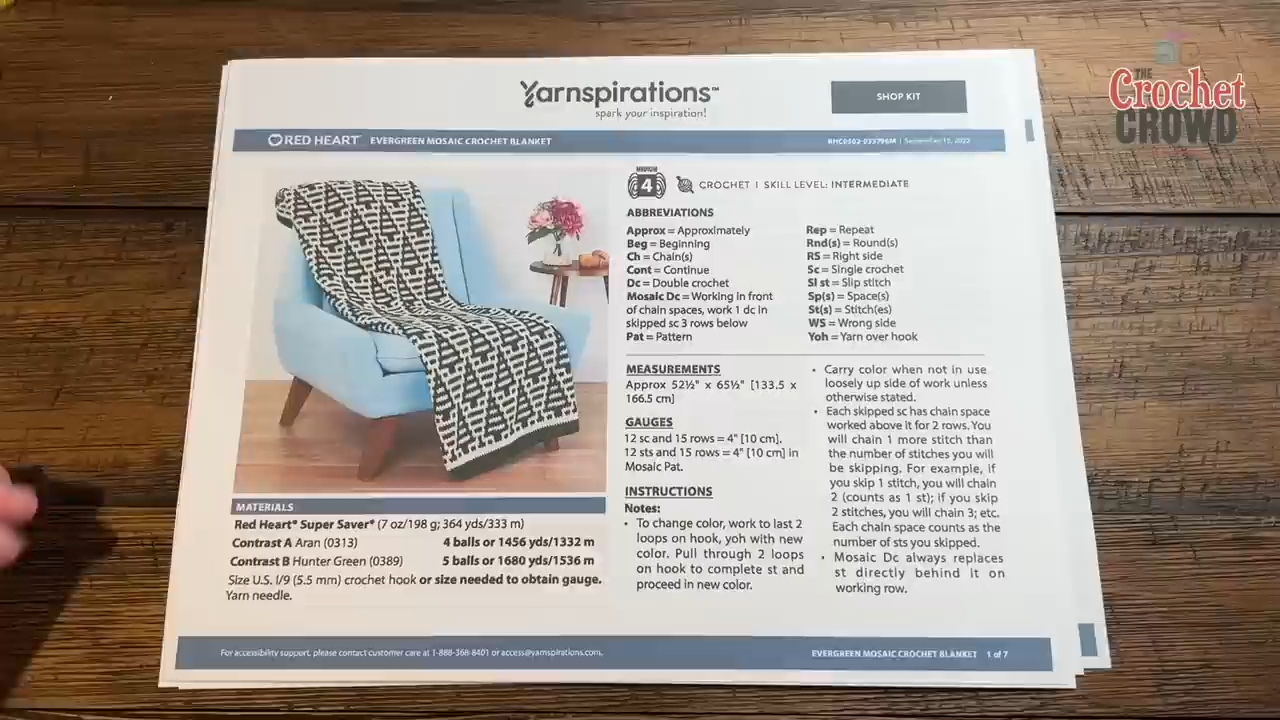 Yarnspirations™
spark your inspiration!
SHOP KIT
THE
Crochet
CROWD
RED HEART EVERGREEN MOSAIC CROCHET BLANKET
RHC0502-032796M | September 15, 2022
MEDIUM
4
CROCHET I SKILL LEVEL: INTERMEDIATE
ABBREVIATIONS
Approx = Approximately
Beg = Beginning
Ch = Chain(s)
Cont = Continue
Dc = Double crochet
Mosaic Dc = Working in front
of chain spaces, work 1 dc in
skipped sc 3 rows below
Pat = Pattern
Rep = Repeat
Rnd(s) = Round(s)
RS = Right side
Sc = Single crochet
Sl st = Slip stitch
Sp(s) = Space(s)
St(s) = Stitch(es)
WS = Wrong side
Yoh = Yarn over hook
MATERIALS
Red Heart® Super Saver® (7 oz/198 g; 364 yds/333 m)
Contrast A Aran (0313) 4 balls or 1456 yds/1332 m
Contrast B Hunter Green (0389) 5 balls or 1680 yds/1536 m
Size U.S. I/9 (5.5 mm) crochet hook or size needed to obtain gauge.
Yarn needle.
MEASUREMENTS
Approx 52½" x 65½" [133.5 x
166.5 cm]
GAUGES
12 sc and 15 rows = 4" [10 cm].
12 sts and 15 rows = 4" [10 cm] in
Mosaic Pat.
INSTRUCTIONS
Notes:
• To change color, work to last 2
loops on hook, yoh with new
color. Pull through 2 loops
on hook to complete st and
proceed in new color.
• Carry color when not in use
loosely up side of work unless
otherwise stated.
• Each skipped sc has chain space
worked above it for 2 rows. You
will chain 1 more stitch than
the number of stitches you will
be skipping. For example, if
you skip 1 stitch, you will chain
2 (counts as 1 st); if you skip
2 stitches, you will chain 3; etc.
Each chain space counts as the
number of sts you skipped.
• Mosaic Dc always replaces
st directly behind it on
working row.
For accessibility support, please contact customer care at 1-888-368-8401 or access@yarnspirations.com.
EVERGREEN MOSAIC CROCHET BLANKET 1 of 7